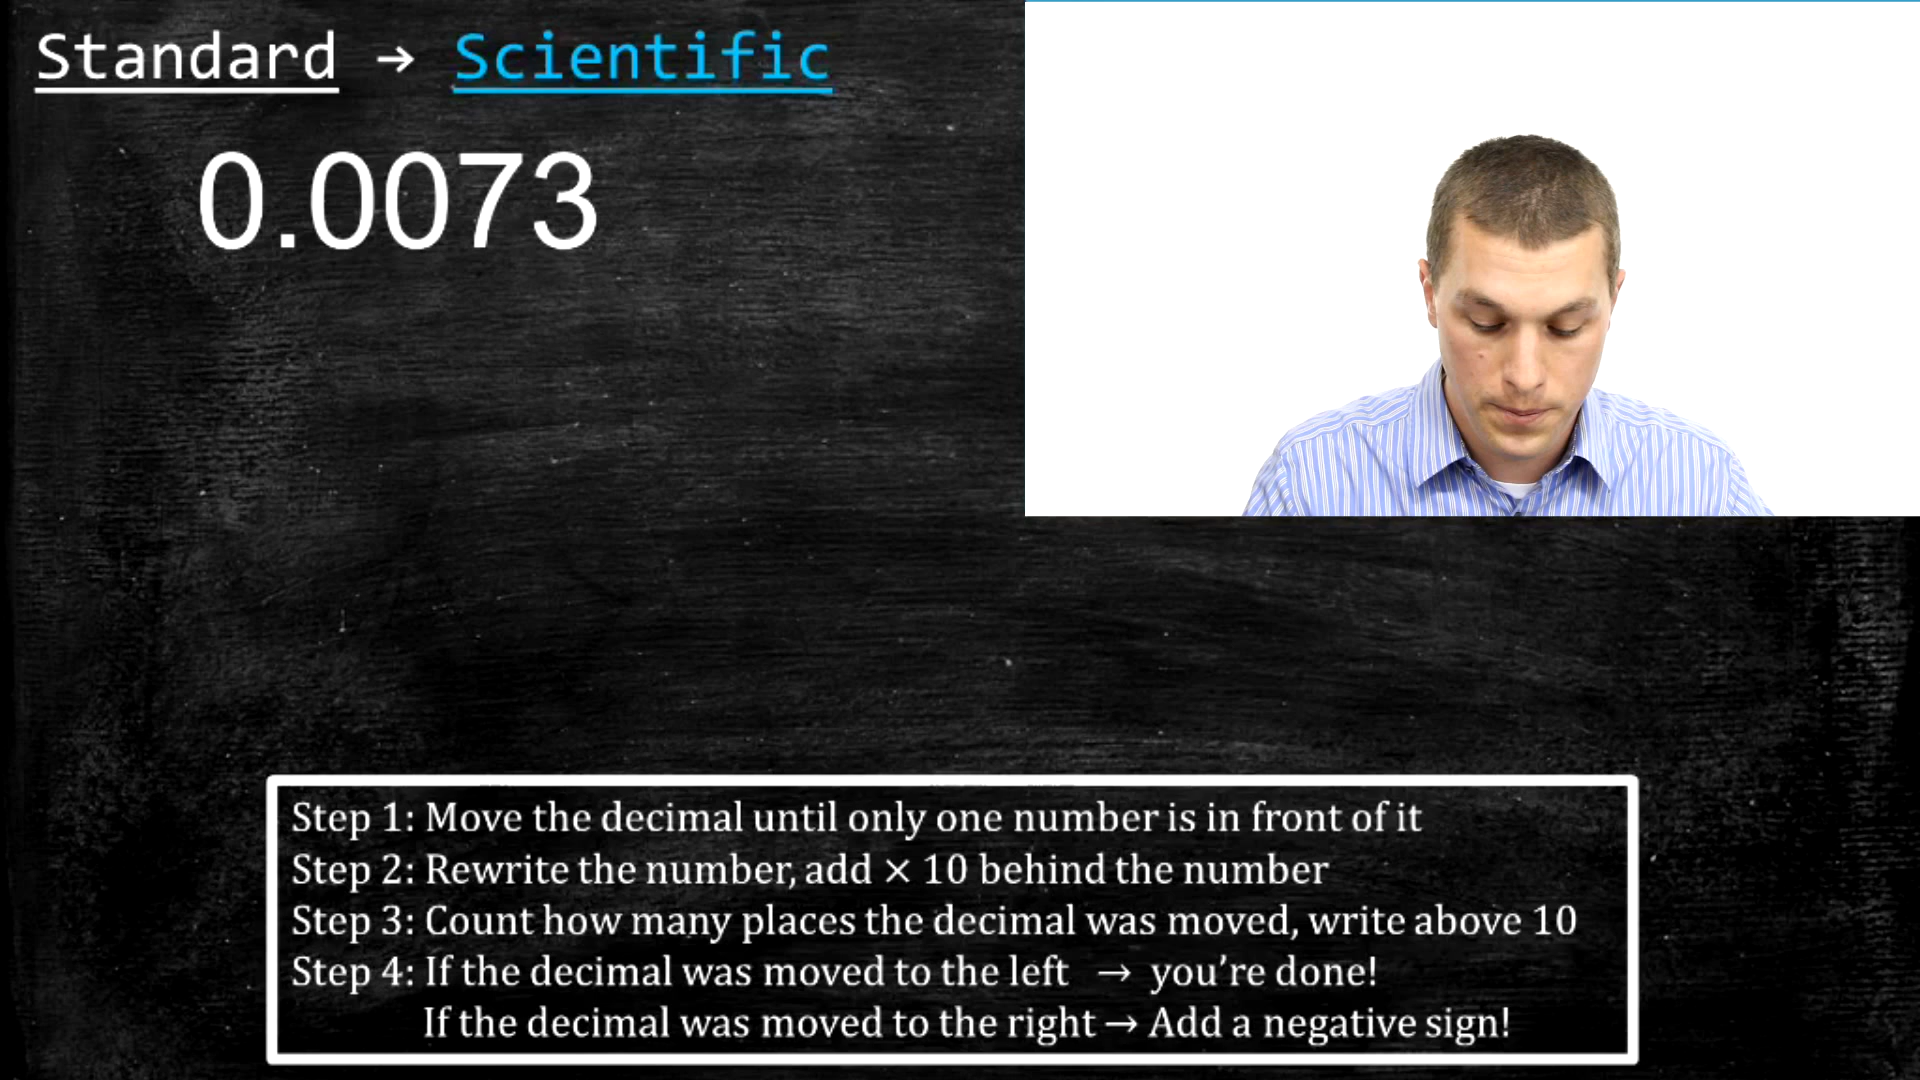 Standard → Scientific
0.0073
Step 1: Move the decimal until only one number is in front of it
Step 2: Rewrite the number, add × 10 behind the number
Step 3: Count how many places the decimal was moved, write above 10
Step 4: If the decimal was moved to the left → you're done!
If the decimal was moved to the right → Add a negative sign!